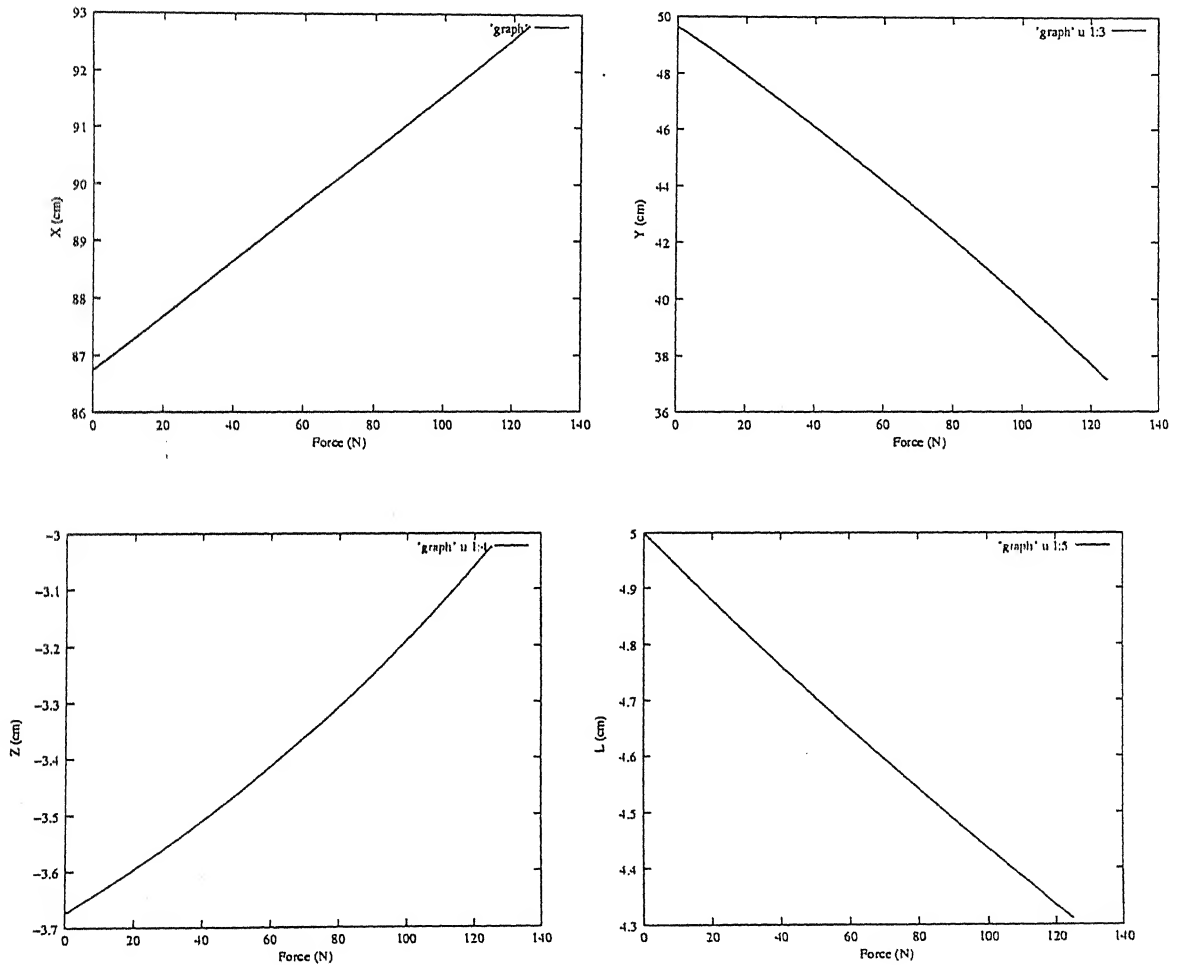 93
92
91
90
89
88
87
86
X (cm)
'graph'
0 20 40 60 80 100 120 140
Force (N)
50
48
46
44
42
40
38
36
Y (cm)
'graph' u 1:3
0 20 40 60 80 100 120 140
Force (N)
-3
-3.1
-3.2
-3.3
-3.4
-3.5
-3.6
-3.7
Z (cm)
'graph' u 1:4
0 20 40 60 80 100 120 140
Force (N)
5
4.9
4.8
4.7
4.6
4.5
4.4
4.3
L (cm)
'graph' u 1:5
0 20 40 60 80 100 120 140
Force (N)